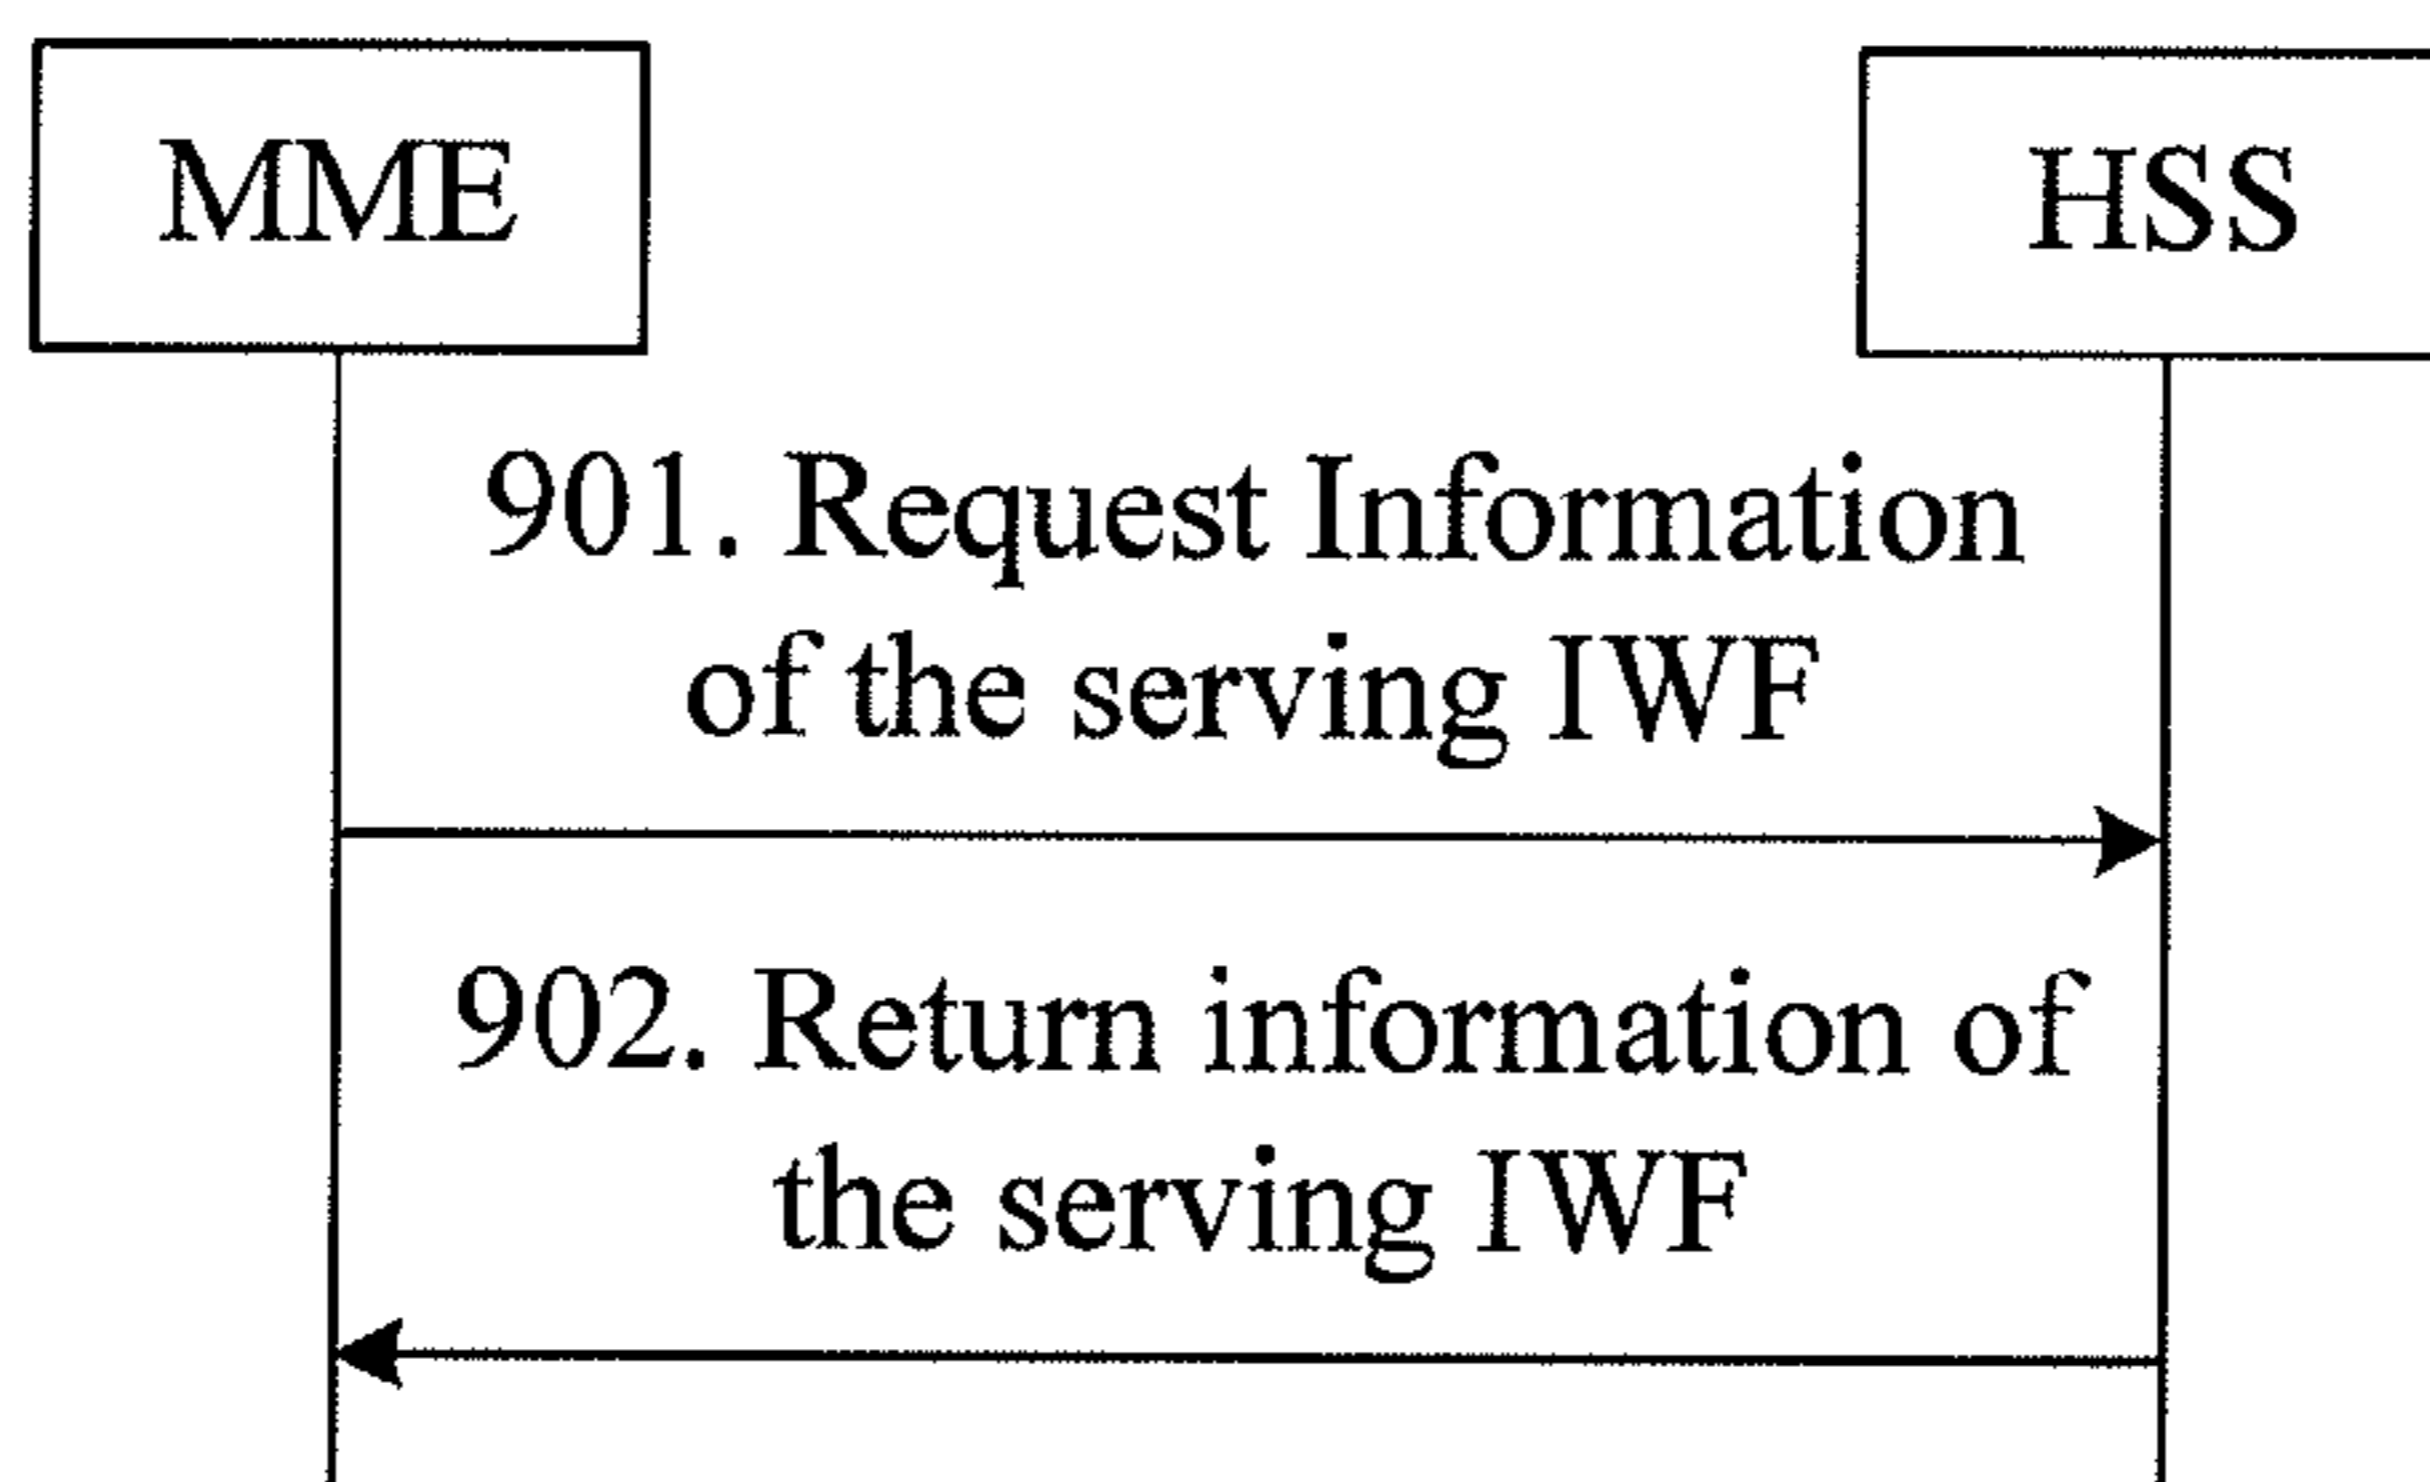 MME
HSS
901. Request Information
of the serving IWF
902. Return information of
the serving IWF